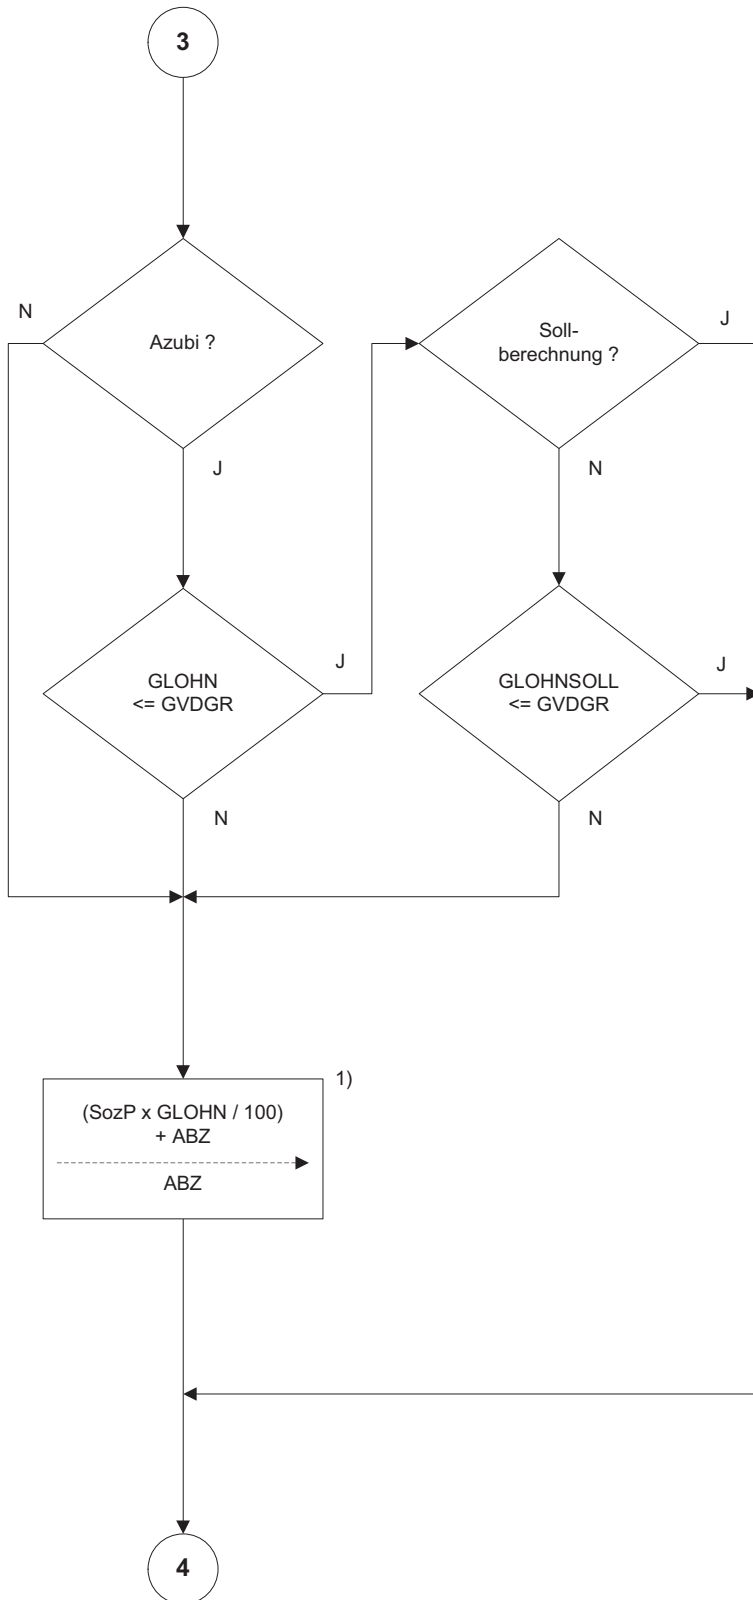 3
N
Azubi ?
J
Soll-
berechnung ?
J
N
GLOHN
<= GVDGR
J
N
GLOHNSOLL
<= GVDGR
J
N
1)
(SozP x GLOHN / 100)
+ ABZ
ABZ
4